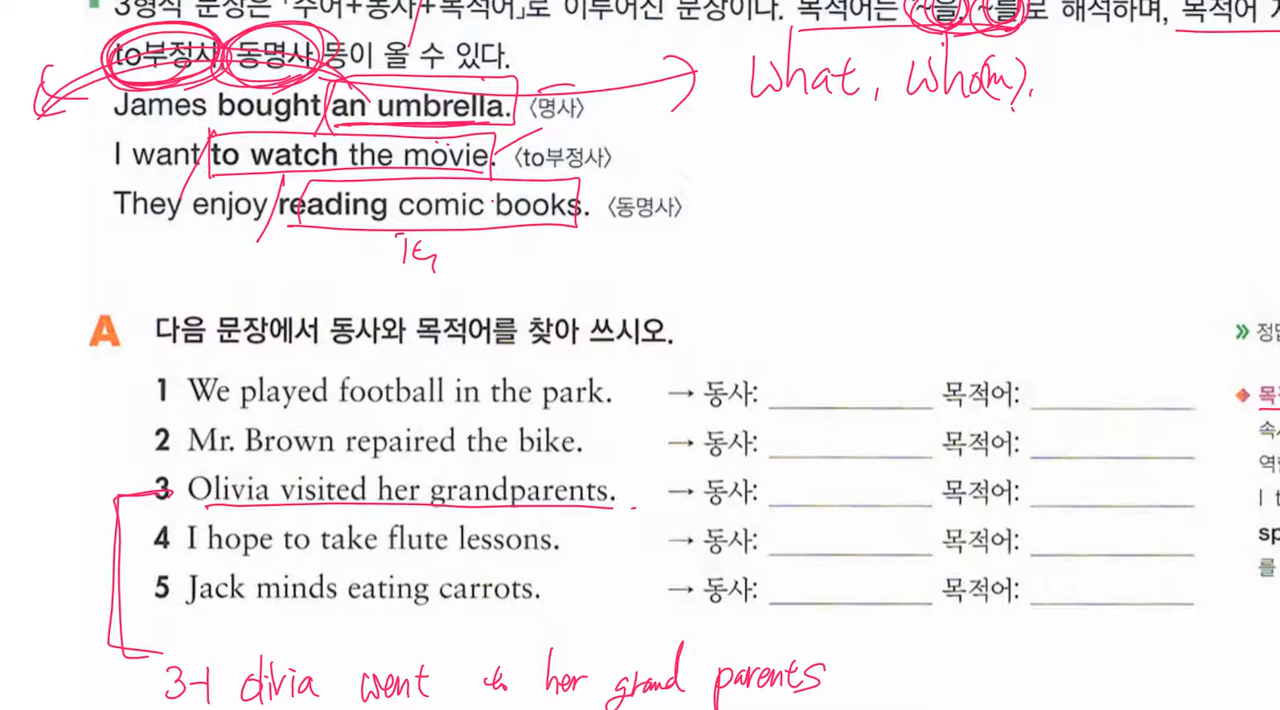 3형식 문장은 「주어+동사+목적어」로 이루어진 문장이다. 목적어는 '~을, ~를'로 해석하며, 목적어
to부정사, 동명사 등이 올 수 있다.
what, who(m).
James bought an umbrella. 〈명사〉
I want to watch the movie. 〈to부정사〉
They enjoy reading comic books. 〈동명사〉
A 다음 문장에서 동사와 목적어를 찾아 쓰시오.
» 정답
1 We played football in the park. → 동사: 목적어:
2 Mr. Brown repaired the bike. → 동사: 목적어:
3 Olivia visited her grandparents. → 동사: 목적어:
4 I hope to take flute lessons. → 동사: 목적어:
5 Jack minds eating carrots. → 동사: 목적어:
I t
sp
를
3-1 Olivia went to her grand parents